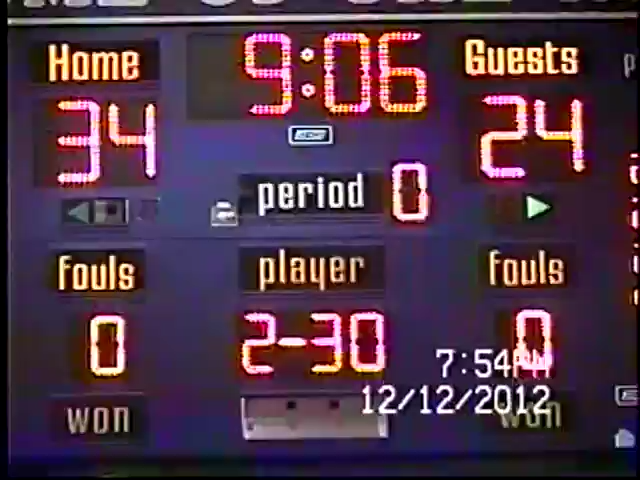 Home 9:06 Guests
34 24
period 0
fouls player fouls
0 2-30 0
7:54PM
12/12/2012
won won